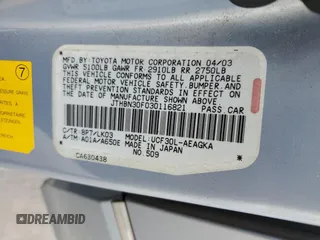 7
MFD. BY: TOYOTA MOTOR CORPORATION 04/03
GVWR 5100LB GAWR FR 2910LB RR 2750LB
THIS VEHICLE CONFORMS TO ALL APPLICABLE
FEDERAL MOTOR VEHICLE SAFETY, BUMPER,
AND THEFT PREVENTION STANDARDS IN EFFECT
ON THE DATE OF MANUFACTURE SHOWN ABOVE.
JTHBN30F030116821 PASS CAR
C/TR: 8P7/LK03 MODEL: UCF30L-AEAGKA
A/TM: A01A/A650E MADE IN JAPAN
NO.509
CA630438
© DRIVEBID